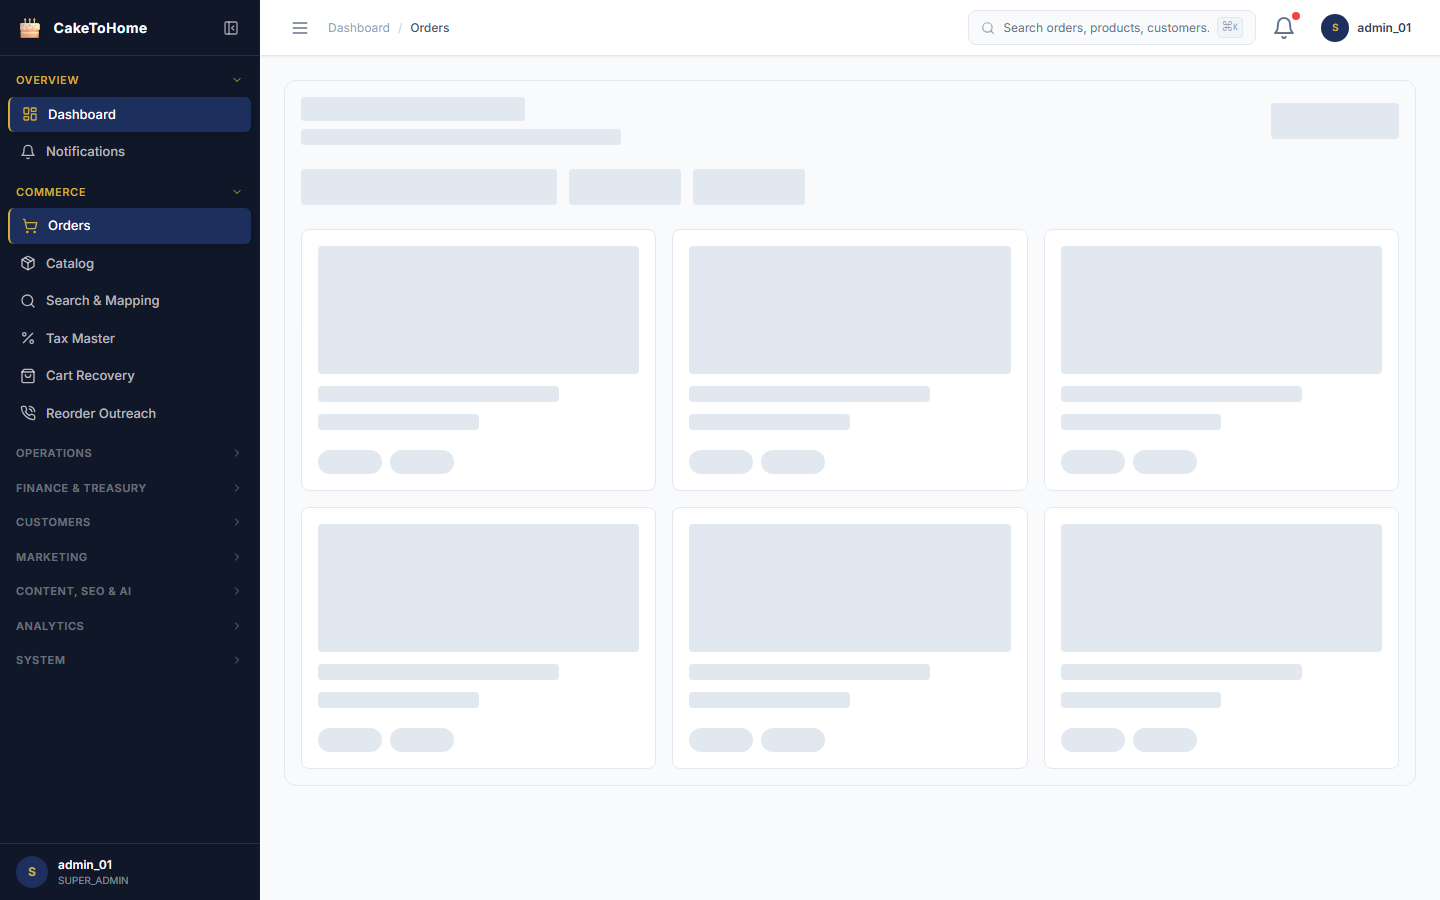 CakeToHome
Dashboard / Orders
Search orders, products, customers.
⌘K
S
admin_01
OVERVIEW
Dashboard
Notifications
COMMERCE
Orders
Catalog
Search & Mapping
Tax Master
Cart Recovery
Reorder Outreach
OPERATIONS
FINANCE & TREASURY
CUSTOMERS
MARKETING
CONTENT, SEO & AI
ANALYTICS
SYSTEM
S
admin_01
SUPER_ADMIN